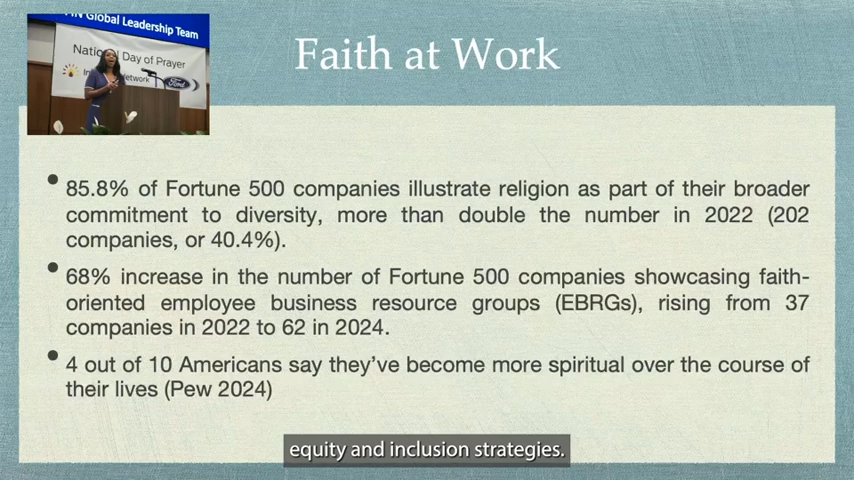 FIN Global Leadership Team
National Day of Prayer
Network
Ford
Faith at Work
• 85.8% of Fortune 500 companies illustrate religion as part of their broader
commitment to diversity, more than double the number in 2022 (202
companies, or 40.4%).
• 68% increase in the number of Fortune 500 companies showcasing faith-
oriented employee business resource groups (EBRGs), rising from 37
companies in 2022 to 62 in 2024.
• 4 out of 10 Americans say they’ve become more spiritual over the course of
their lives (Pew 2024)
equity and inclusion strategies.